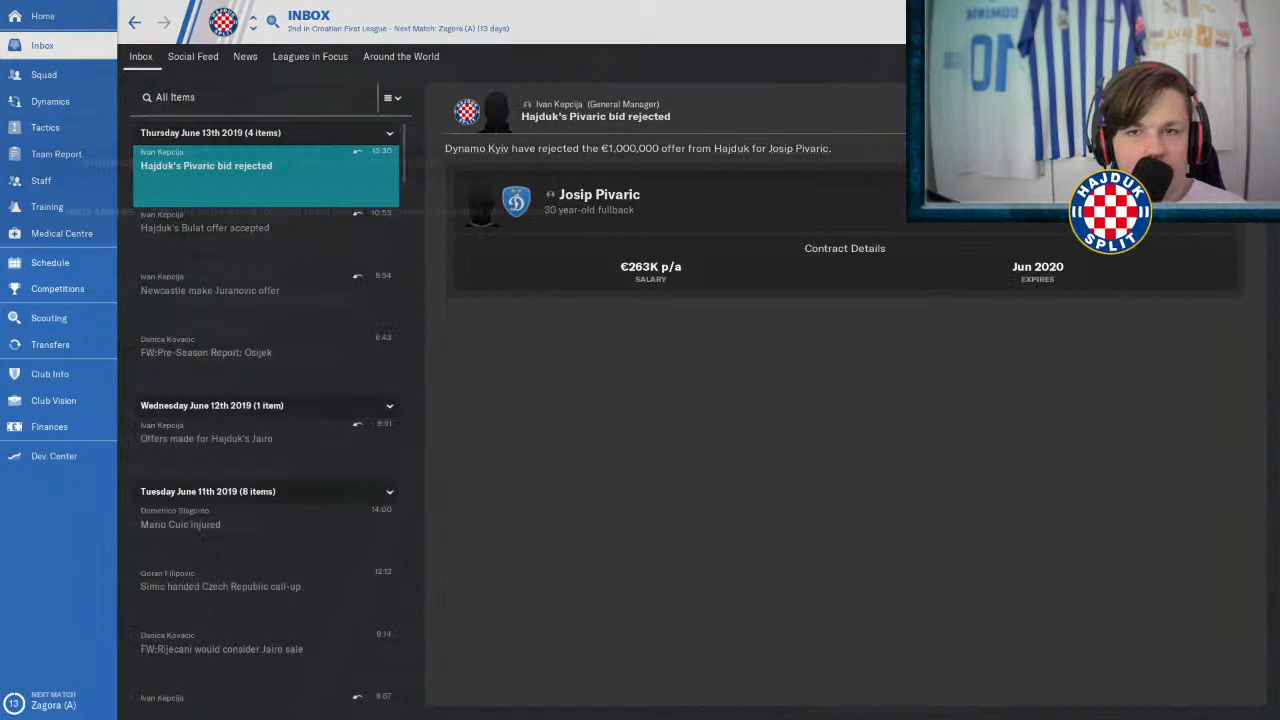 Home
Inbox
Squad
Dynamics
Tactics
Team Report
Staff
Training
Medical Centre
Schedule
Competitions
Scouting
Transfers
Club Info
Club Vision
Finances
Dev. Center
13
NEXT MATCH
Zagora (A)
INBOX
2nd in Croatian First League - Next Match: Zagora (A) (13 days)
Inbox
Social Feed
News
Leagues in Focus
Around the World
All Items
Thursday June 13th 2019 (4 items)
Ivan Kepcija
13:30
Hajduk's Pivaric bid rejected
Ivan Kepcija
10:53
Hajduk's Bulat offer accepted
Ivan Kepcija
8:54
Newcastle make Juranovic offer
Danica Kovacic
8:43
FW:Pre-Season Report: Osijek
Wednesday June 12th 2019 (1 item)
Ivan Kepcija
8:51
Offers made for Hajduk's Jairo
Tuesday June 11th 2019 (8 items)
14:00
Mario Cuic injured
Goran Filipovic
12:12
Simic handed Czech Republic call-up
Danica Kovacic
9:14
FW:Rijecani would consider Jairo sale
Ivan Kepcija
8:57
Ivan Kepcija (General Manager)
Hajduk's Pivaric bid rejected
Dynamo Kyiv have rejected the €1,000,000 offer from Hajduk for Josip Pivaric.
Josip Pivaric
30 year-old fullback
Contract Details
€263K p/a
SALARY
Jun 2020
EXPIRES
10
HAJDUK
SPLIT